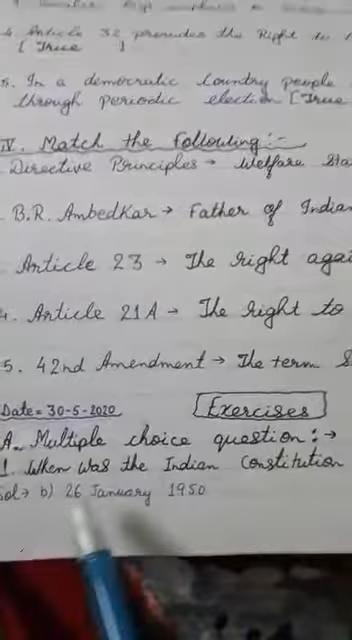 4. Article 32 provides the Right to
[True ]
5. In a democratic country people
through periodic election [True
IV. Match the following:-
Directive Principles → Welfare Sta
B.R. Ambedkar → Father of Indian
Article 23 → The right agai
4. Article 21A → The right to
5. 42nd Amendment → The term S
Date = 30-5-2020 Exercises
A. Multiple choice question: →
1. When was the Indian Constitution
Sol → b) 26 January 1950